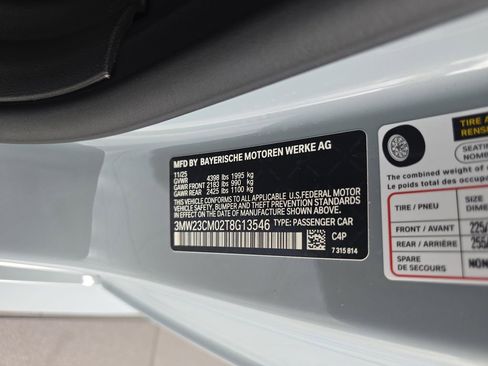 MFD BY BAYERISCHE MOTOREN WERKE AG
11/25
GVWR 4398 lbs 1995 kg
GAWR FRONT 2183 lbs 990 kg
GAWR REAR 2425 lbs 1100 kg
THIS VEHICLE CONFORMS TO ALL APPLICABLE U.S.FEDERAL MOTOR
VEHICLE SAFETY, BUMPER, AND THEFT PREVENTION STANDARDS
IN EFFECT ON THE DATE OF MANUFACTURE SHOWN ABOVE.
3MW23CM02T8G13546 TYPE: PASSENGER CAR
C4P
7 315 814
TIRE A
RENSEI
SEATING
NOMB
The combined weight of
Le poids total des occupa
TIRE / PNEU SIZE DIME
FRONT / AVANT 225/
REAR / ARRIÈRE 255/
SPARE DE SECOURS NON